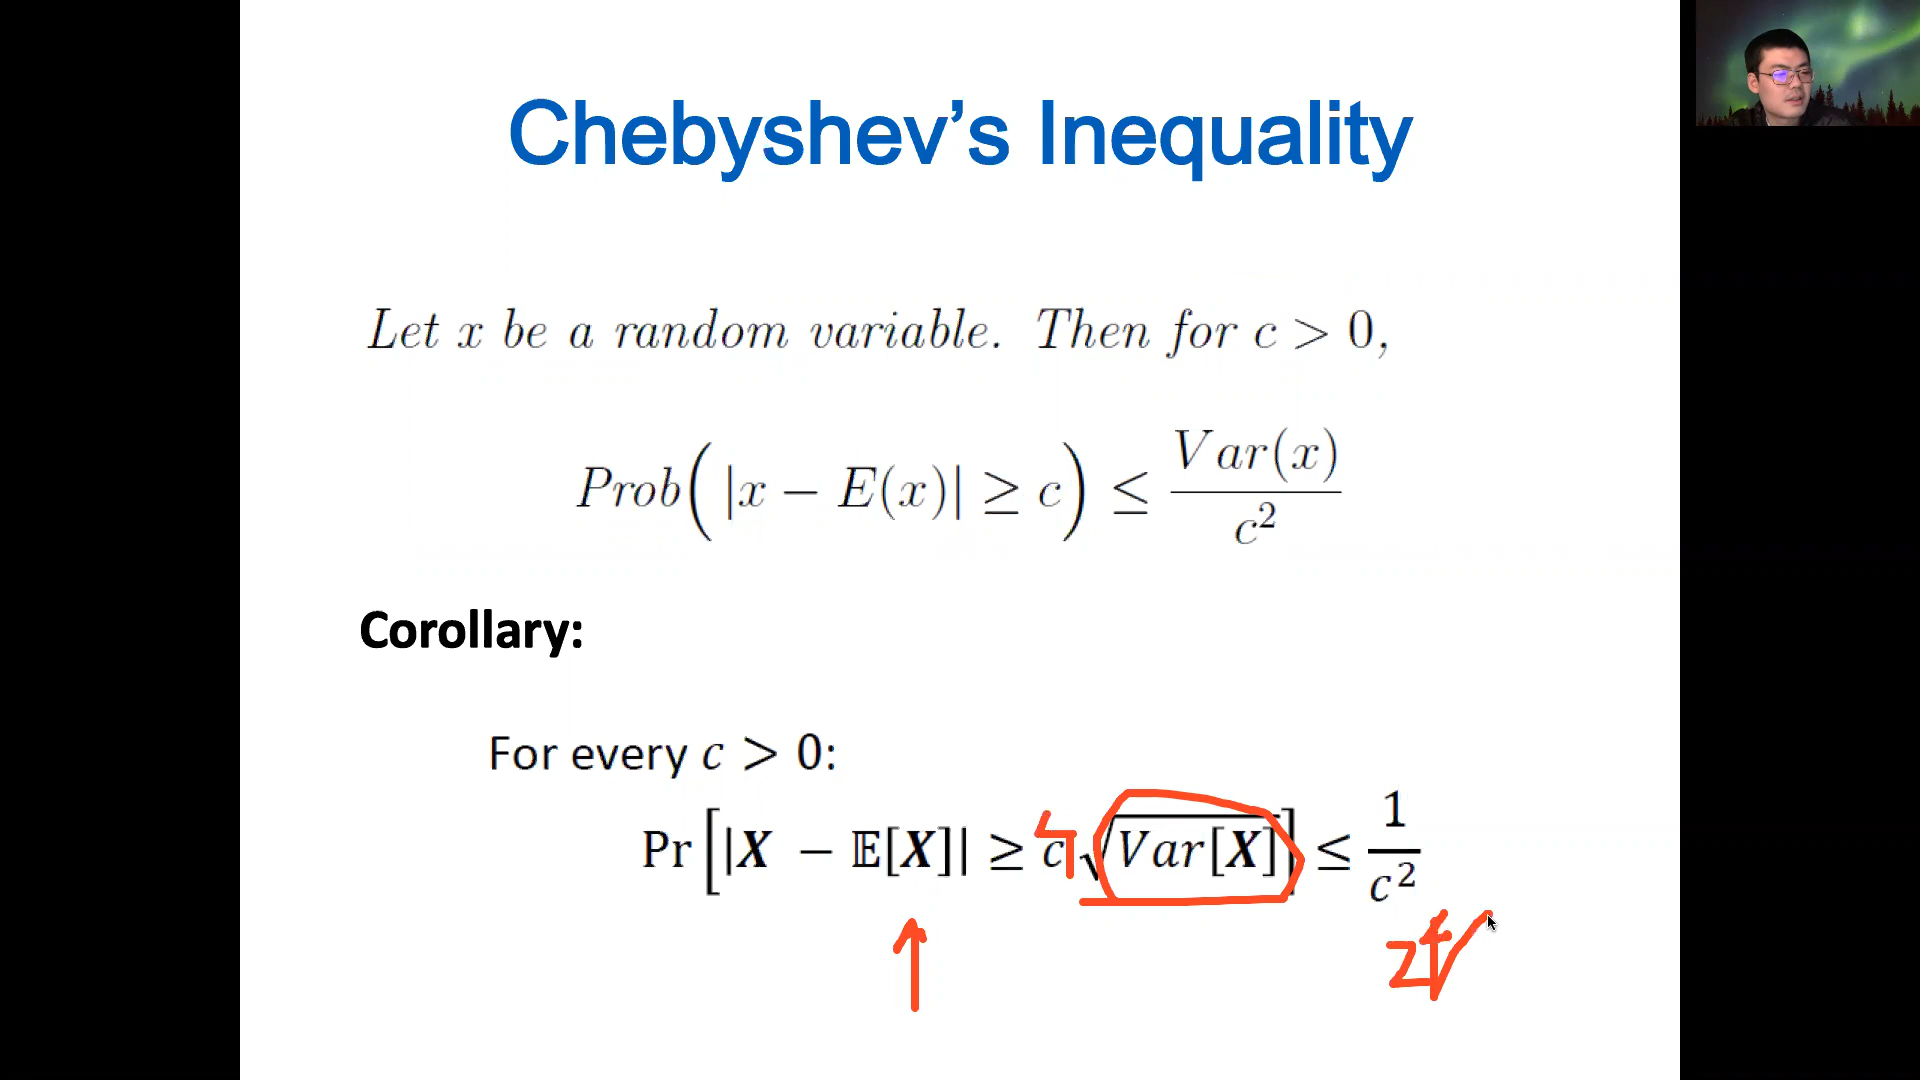 Chebyshev’s Inequality
Let x be a random variable. Then for c > 0,
Prob( |x − E(x)| ≥ c ) ≤ Var(x) / c²
Corollary:
For every c > 0:
Pr[|X − 𝔼[X]| ≥ c√Var[X]] ≤ 1 / c²
4